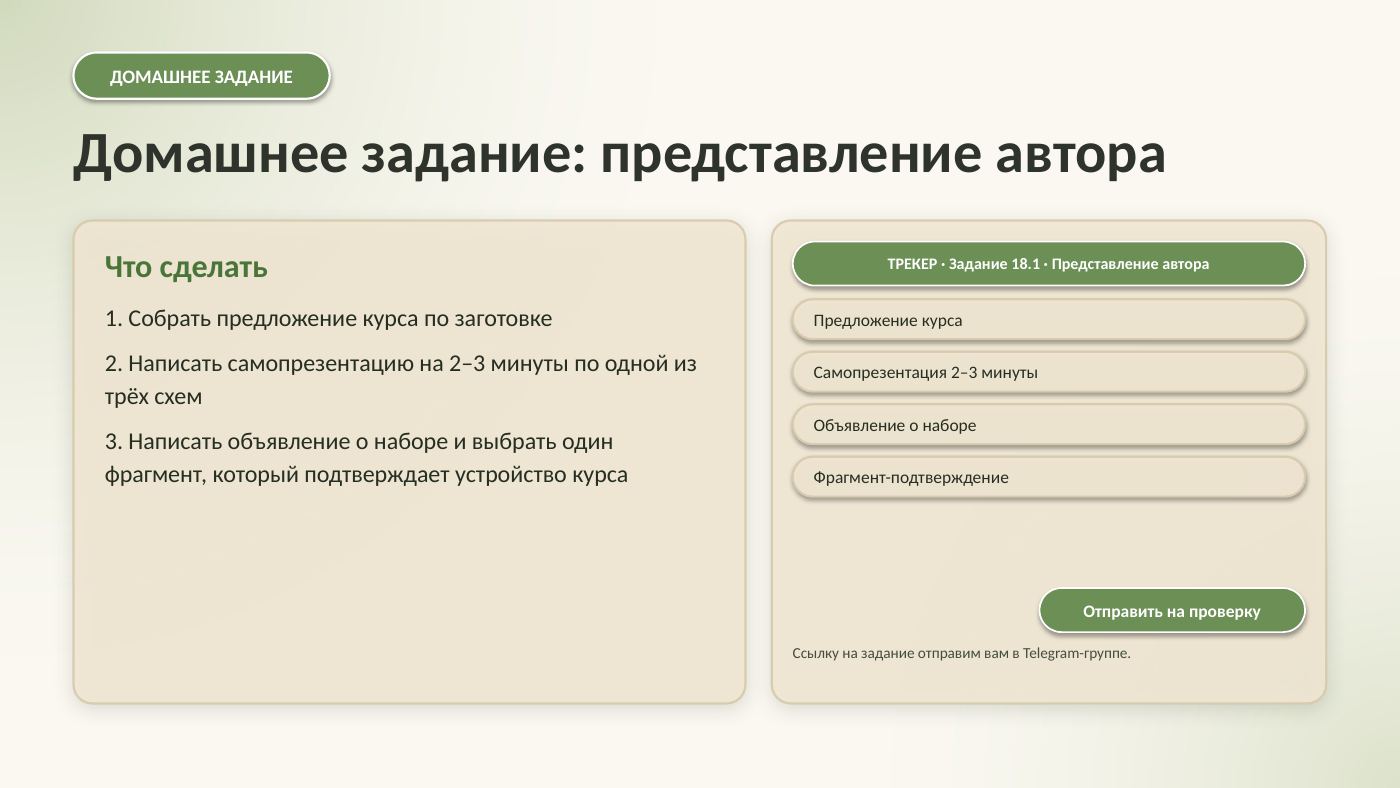 ДОМАШНЕЕ ЗАДАНИЕ
Домашнее задание: представление автора
Что сделать
1. Собрать предложение курса по заготовке
2. Написать самопрезентацию на 2–3 минуты по одной из
трёх схем
3. Написать объявление о наборе и выбрать один
фрагмент, который подтверждает устройство курса
ТРЕКЕР · Задание 18.1 · Представление автора
Предложение курса
Самопрезентация 2–3 минуты
Объявление о наборе
Фрагмент-подтверждение
Отправить на проверку
Ссылку на задание отправим вам в Telegram-группе.